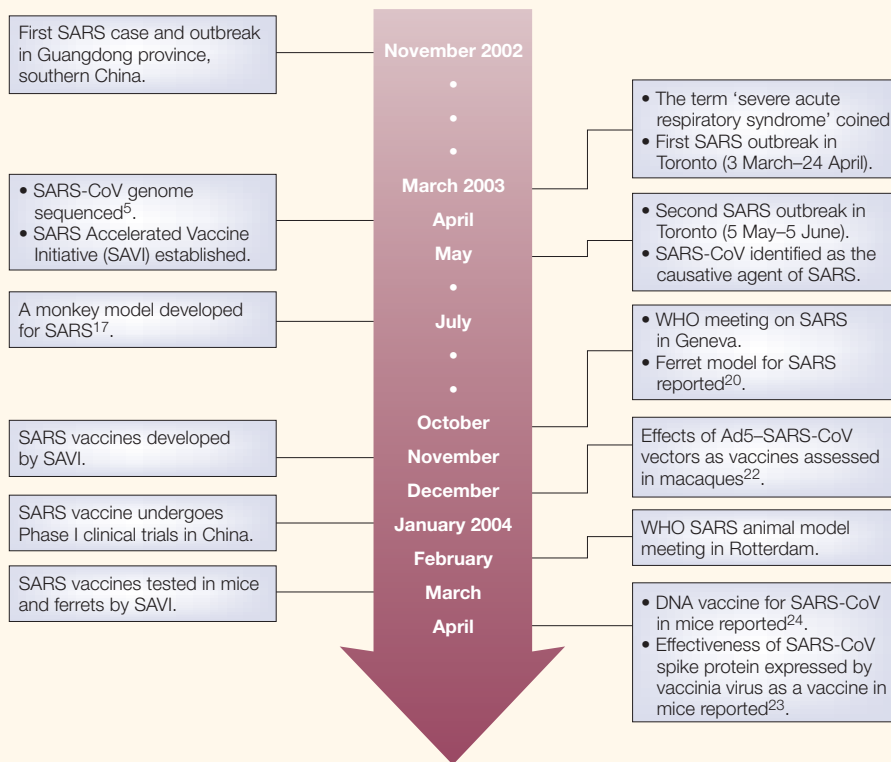 First SARS case and outbreak
in Guangdong province,
southern China.
November 2002
• The term ‘severe acute
respiratory syndrome’ coined
• First SARS outbreak in
Toronto (3 March–24 April).
March 2003
• SARS-CoV genome
sequenced⁵.
• SARS Accelerated Vaccine
Initiative (SAVI) established.
April
• Second SARS outbreak in
Toronto (5 May–5 June).
• SARS-CoV identified as the
causative agent of SARS.
May
A monkey model developed
for SARS¹⁷.
July
• WHO meeting on SARS
in Geneva.
• Ferret model for SARS
reported²⁰.
October
SARS vaccines developed
by SAVI.
November
Effects of Ad5–SARS-CoV
vectors as vaccines assessed
in macaques²².
December
SARS vaccine undergoes
Phase I clinical trials in China.
January 2004
WHO SARS animal model
meeting in Rotterdam.
February
SARS vaccines tested in mice
and ferrets by SAVI.
March
• DNA vaccine for SARS-CoV
in mice reported²⁴.
• Effectiveness of SARS-CoV
spike protein expressed by
vaccinia virus as a vaccine in
mice reported²³.
April